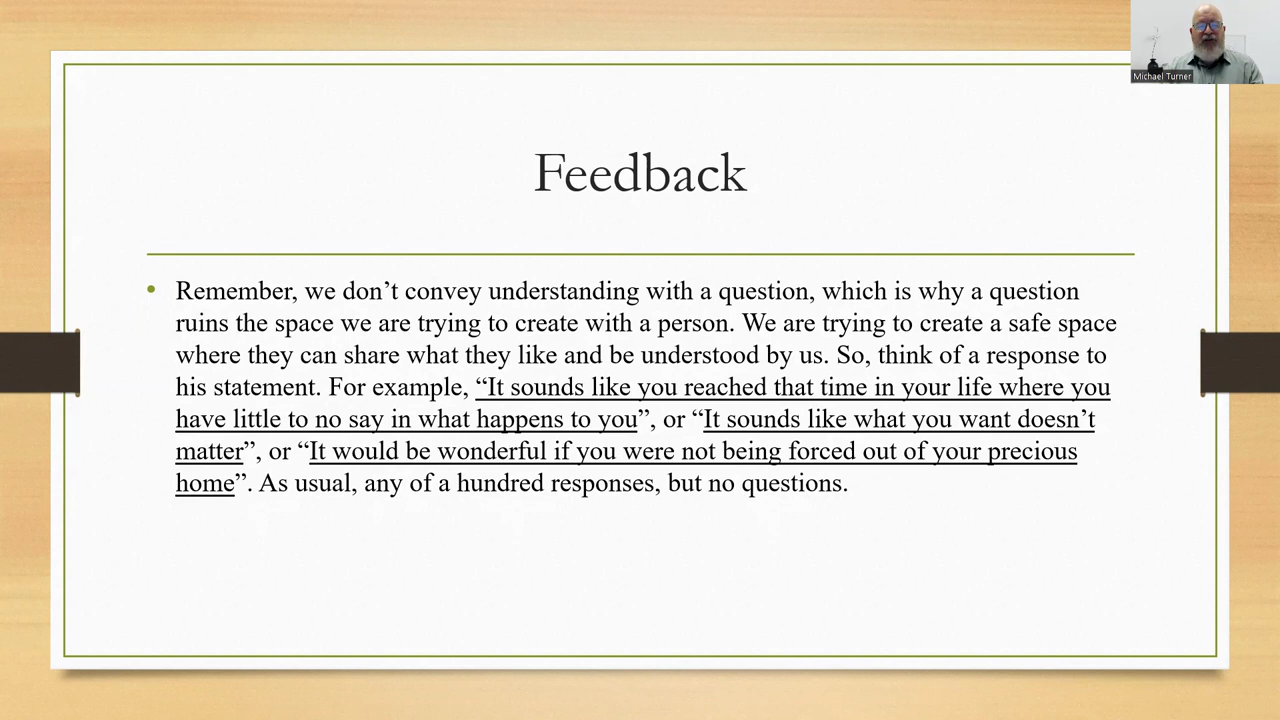 Michael Turner
Feedback
• Remember, we don’t convey understanding with a question, which is why a question
ruins the space we are trying to create with a person. We are trying to create a safe space
where they can share what they like and be understood by us. So, think of a response to
his statement. For example, “It sounds like you reached that time in your life where you
have little to no say in what happens to you”, or “It sounds like what you want doesn’t
matter”, or “It would be wonderful if you were not being forced out of your precious
home”. As usual, any of a hundred responses, but no questions.